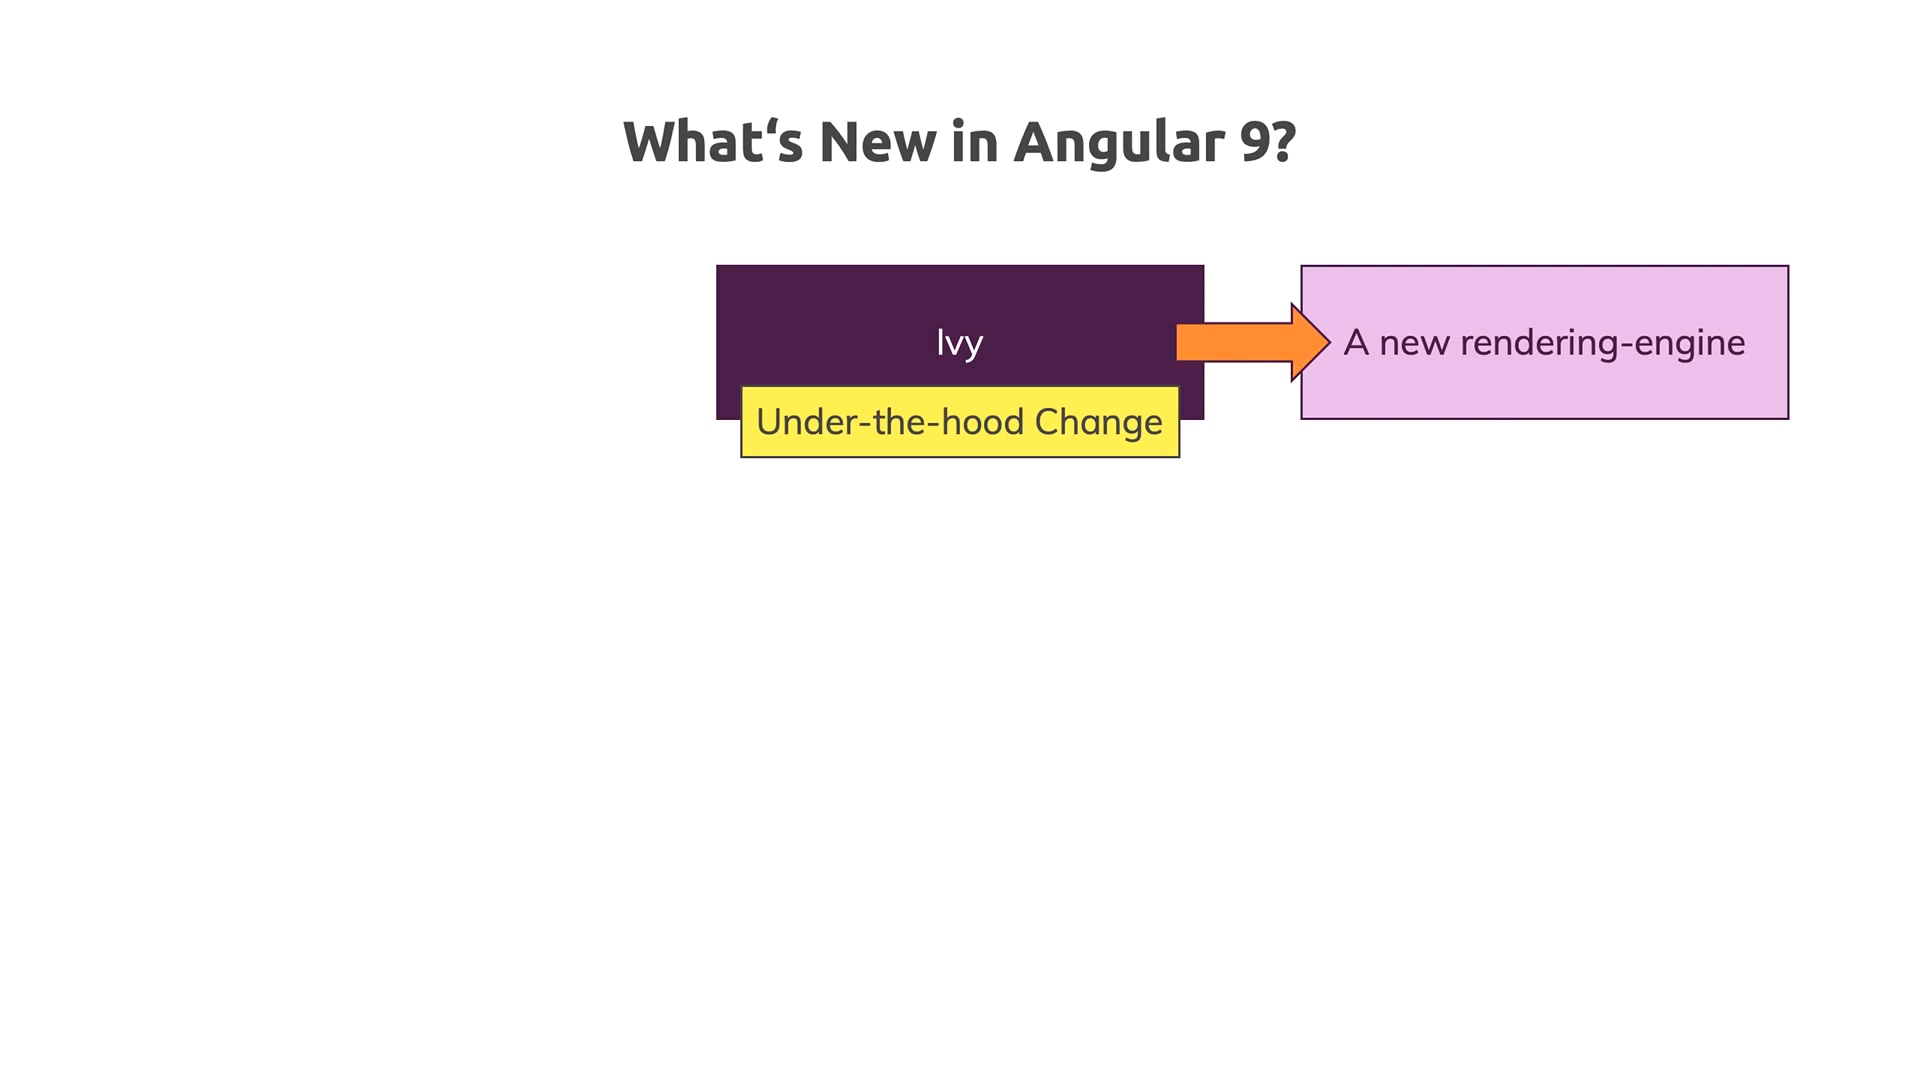 What‘s New in Angular 9?
Ivy
A new rendering-engine
Under-the-hood Change